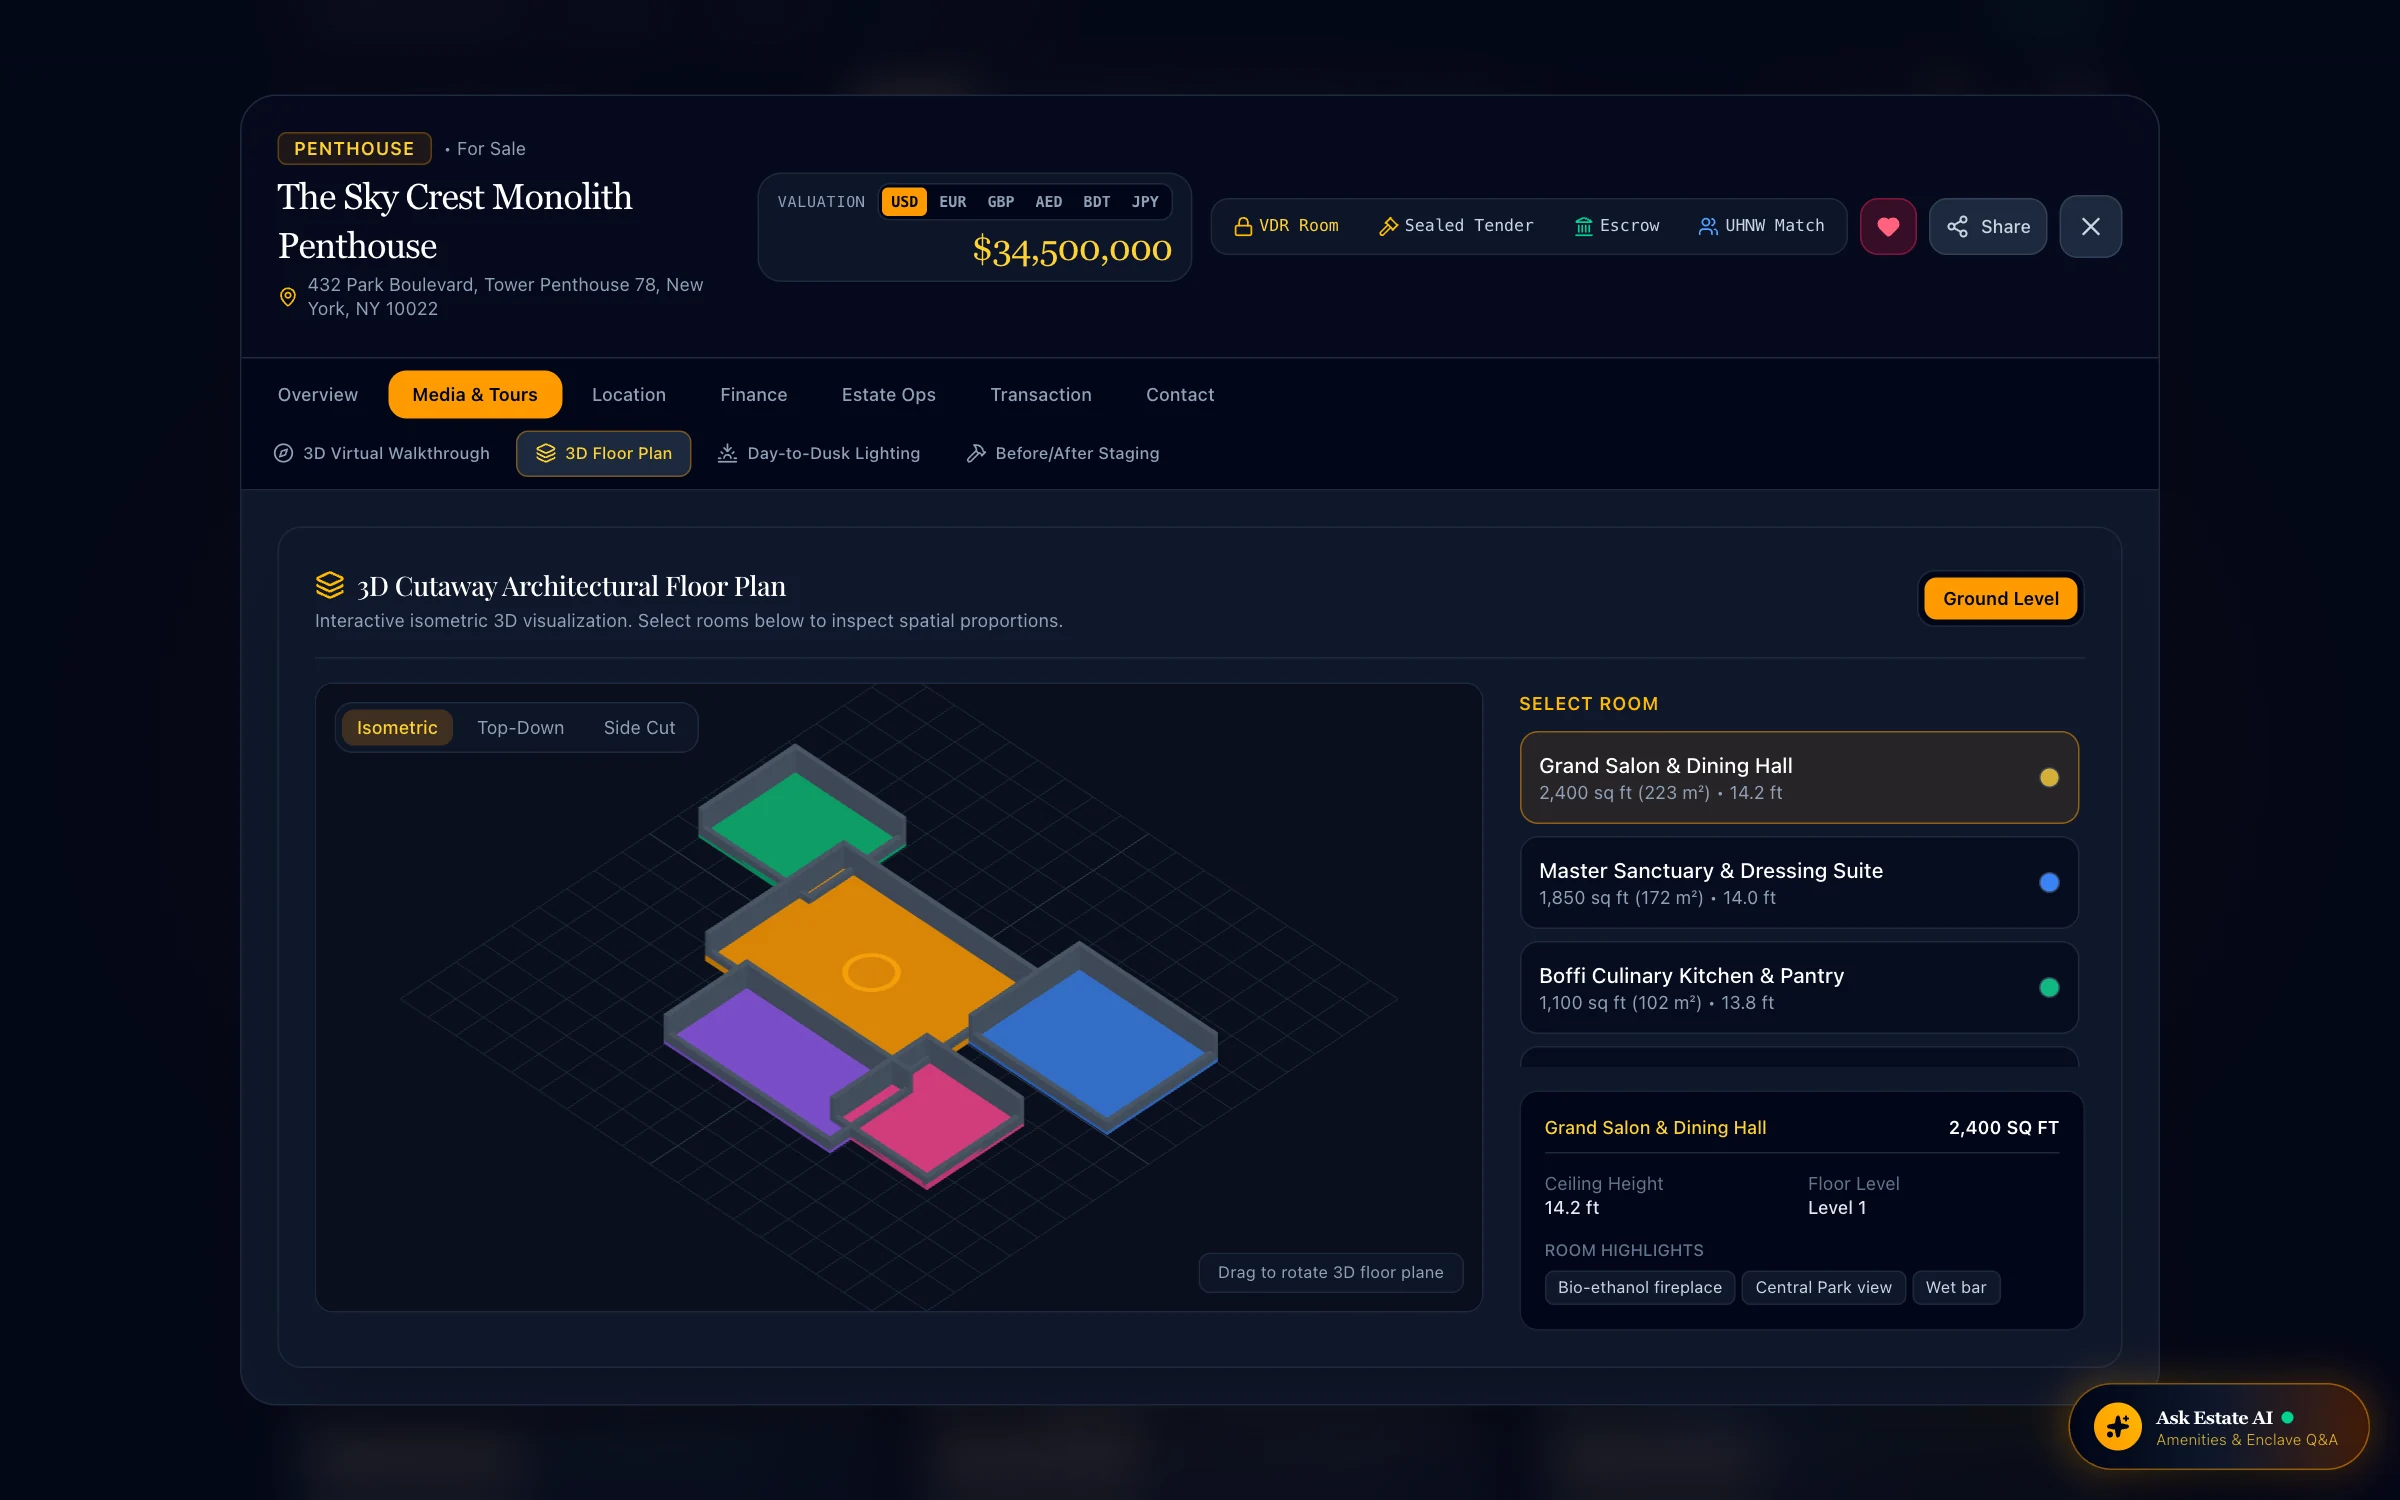 PENTHOUSE • For Sale
The Sky Crest Monolith
Penthouse
432 Park Boulevard, Tower Penthouse 78, New
York, NY 10022
VALUATION USD EUR GBP AED BDT JPY
$34,500,000
VDR Room Sealed Tender Escrow UHNW Match
Share
Overview Media & Tours Location Finance Estate Ops Transaction Contact
3D Virtual Walkthrough 3D Floor Plan Day-to-Dusk Lighting Before/After Staging
3D Cutaway Architectural Floor Plan
Interactive isometric 3D visualization. Select rooms below to inspect spatial proportions.
Ground Level
Isometric Top-Down Side Cut
Drag to rotate 3D floor plane
SELECT ROOM
Grand Salon & Dining Hall
2,400 sq ft (223 m²) • 14.2 ft
Master Sanctuary & Dressing Suite
1,850 sq ft (172 m²) • 14.0 ft
Boffi Culinary Kitchen & Pantry
1,100 sq ft (102 m²) • 13.8 ft
Grand Salon & Dining Hall 2,400 SQ FT
Ceiling Height Floor Level
14.2 ft Level 1
ROOM HIGHLIGHTS
Bio-ethanol fireplace Central Park view Wet bar
Ask Estate AI
Amenities & Enclave Q&A